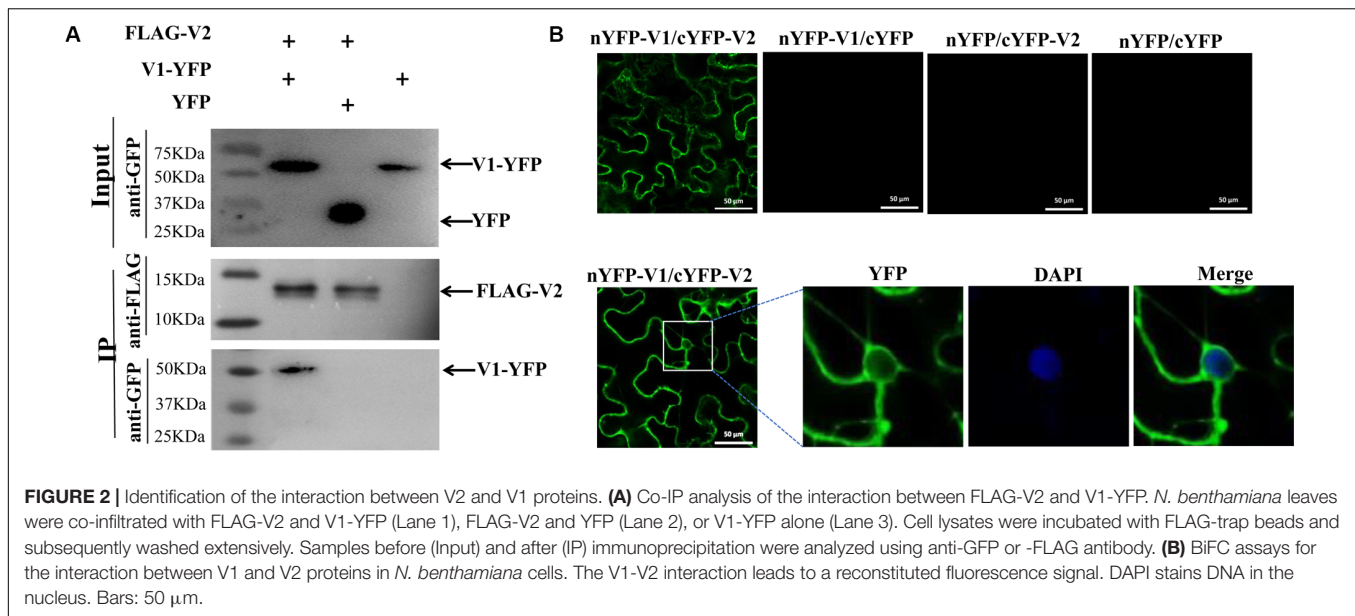 A
FLAG-V2 + +
V1-YFP + +
YFP +
Input
anti-GFP
75KDa
50KDa
37KDa
25KDa
V1-YFP
YFP
IP
anti-FLAG
15KDa
10KDa
FLAG-V2
anti-GFP
50KDa
37KDa
25KDa
V1-YFP
B
nYFP-V1/cYFP-V2 nYFP-V1/cYFP nYFP/cYFP-V2 nYFP/cYFP
50 μm 50 μm 50 μm 50 μm
nYFP-V1/cYFP-V2 YFP DAPI Merge
50 μm
FIGURE 2 | Identification of the interaction between V2 and V1 proteins. (A) Co-IP analysis of the interaction between FLAG-V2 and V1-YFP. N. benthamiana leaves
were co-infiltrated with FLAG-V2 and V1-YFP (Lane 1), FLAG-V2 and YFP (Lane 2), or V1-YFP alone (Lane 3). Cell lysates were incubated with FLAG-trap beads and
subsequently washed extensively. Samples before (Input) and after (IP) immunoprecipitation were analyzed using anti-GFP or -FLAG antibody. (B) BiFC assays for
the interaction between V1 and V2 proteins in N. benthamiana cells. The V1-V2 interaction leads to a reconstituted fluorescence signal. DAPI stains DNA in the
nucleus. Bars: 50 μm.